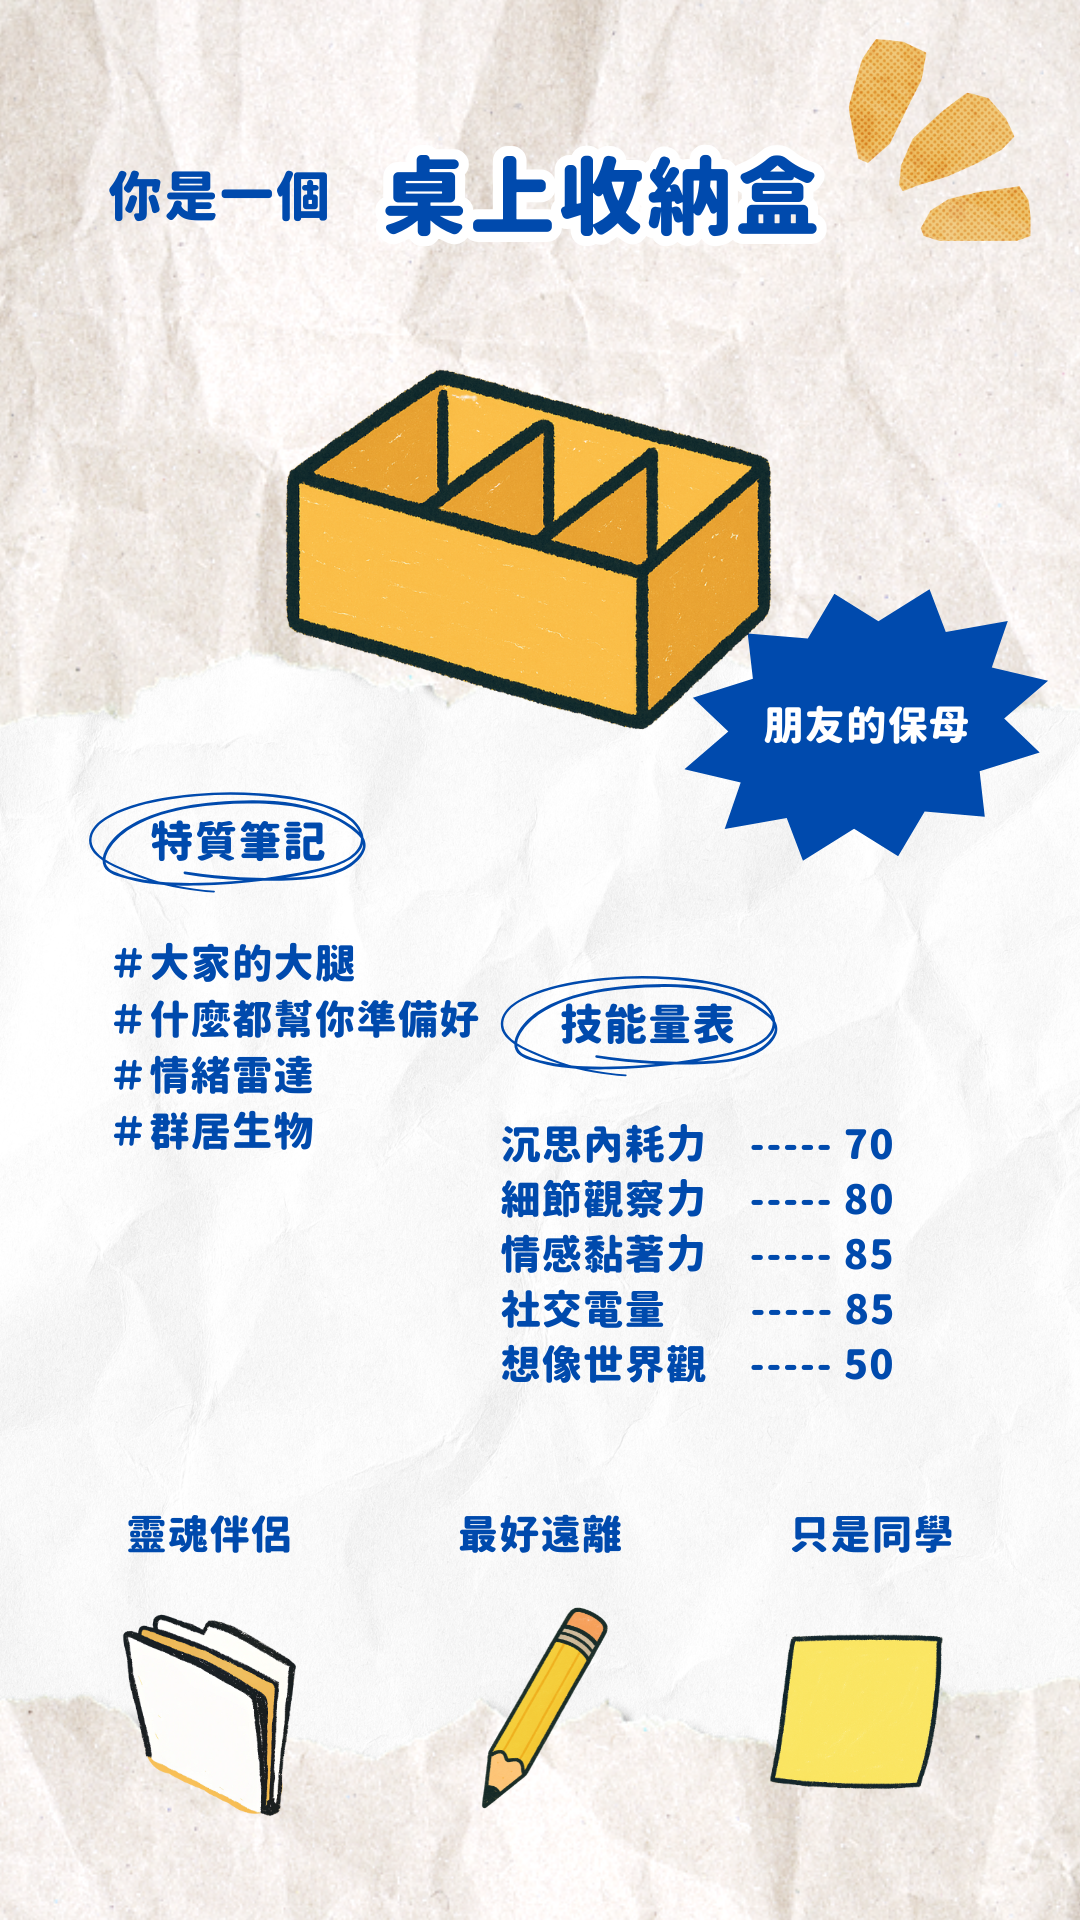 你是一個 桌上收納盒
朋友的保母
特質筆記
#大家的大腿
#什麼都幫你準備好
#情緒雷達
#群居生物
技能量表
沉思內耗力 ----- 70
細節觀察力 ----- 80
情感黏著力 ----- 85
社交電量 ----- 85
想像世界觀 ----- 50
靈魂伴侶 最好遠離 只是同學